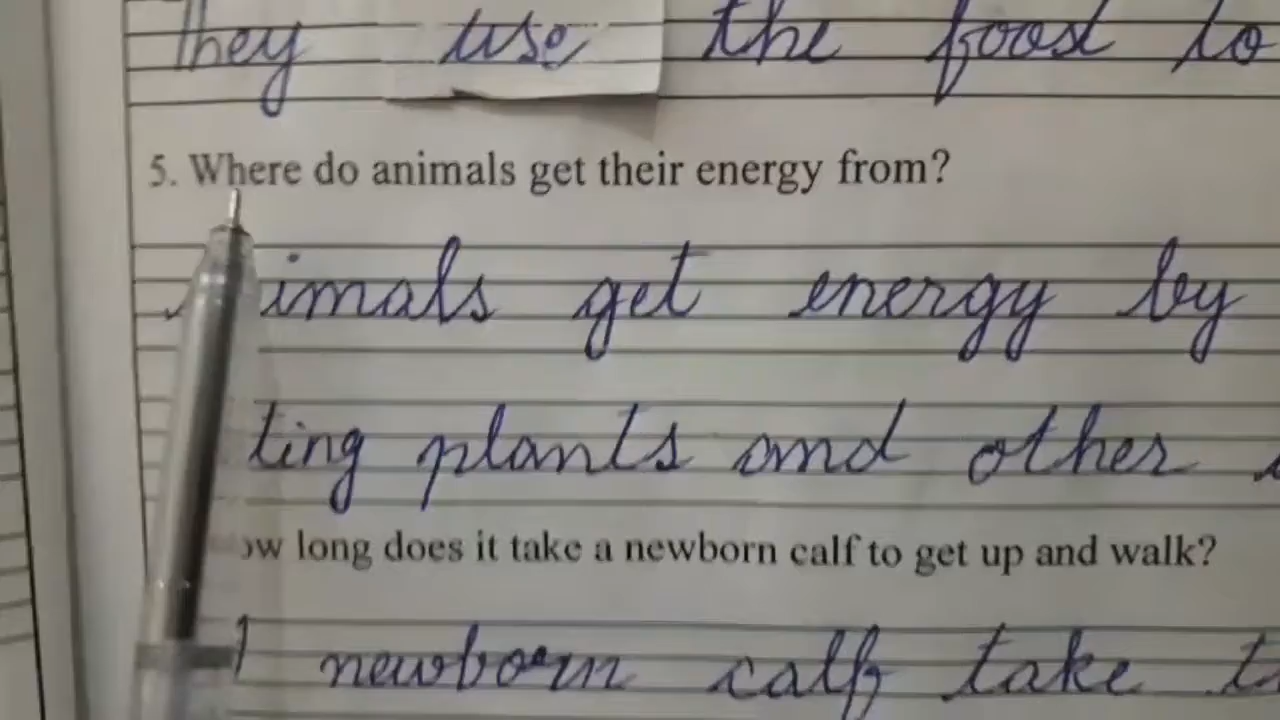 They use the food to
5. Where do animals get their energy from?
imals get energy by
ting plants and other
ow long does it take a newborn calf to get up and walk?
A newborn calf take